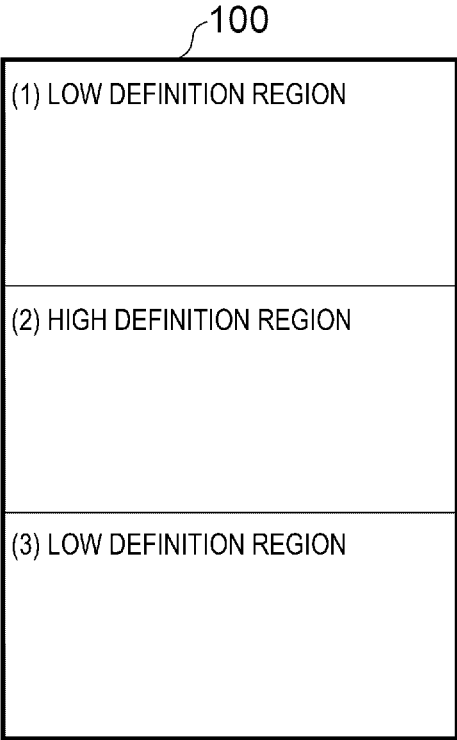 100
(1) LOW DEFINITION REGION
(2) HIGH DEFINITION REGION
(3) LOW DEFINITION REGION